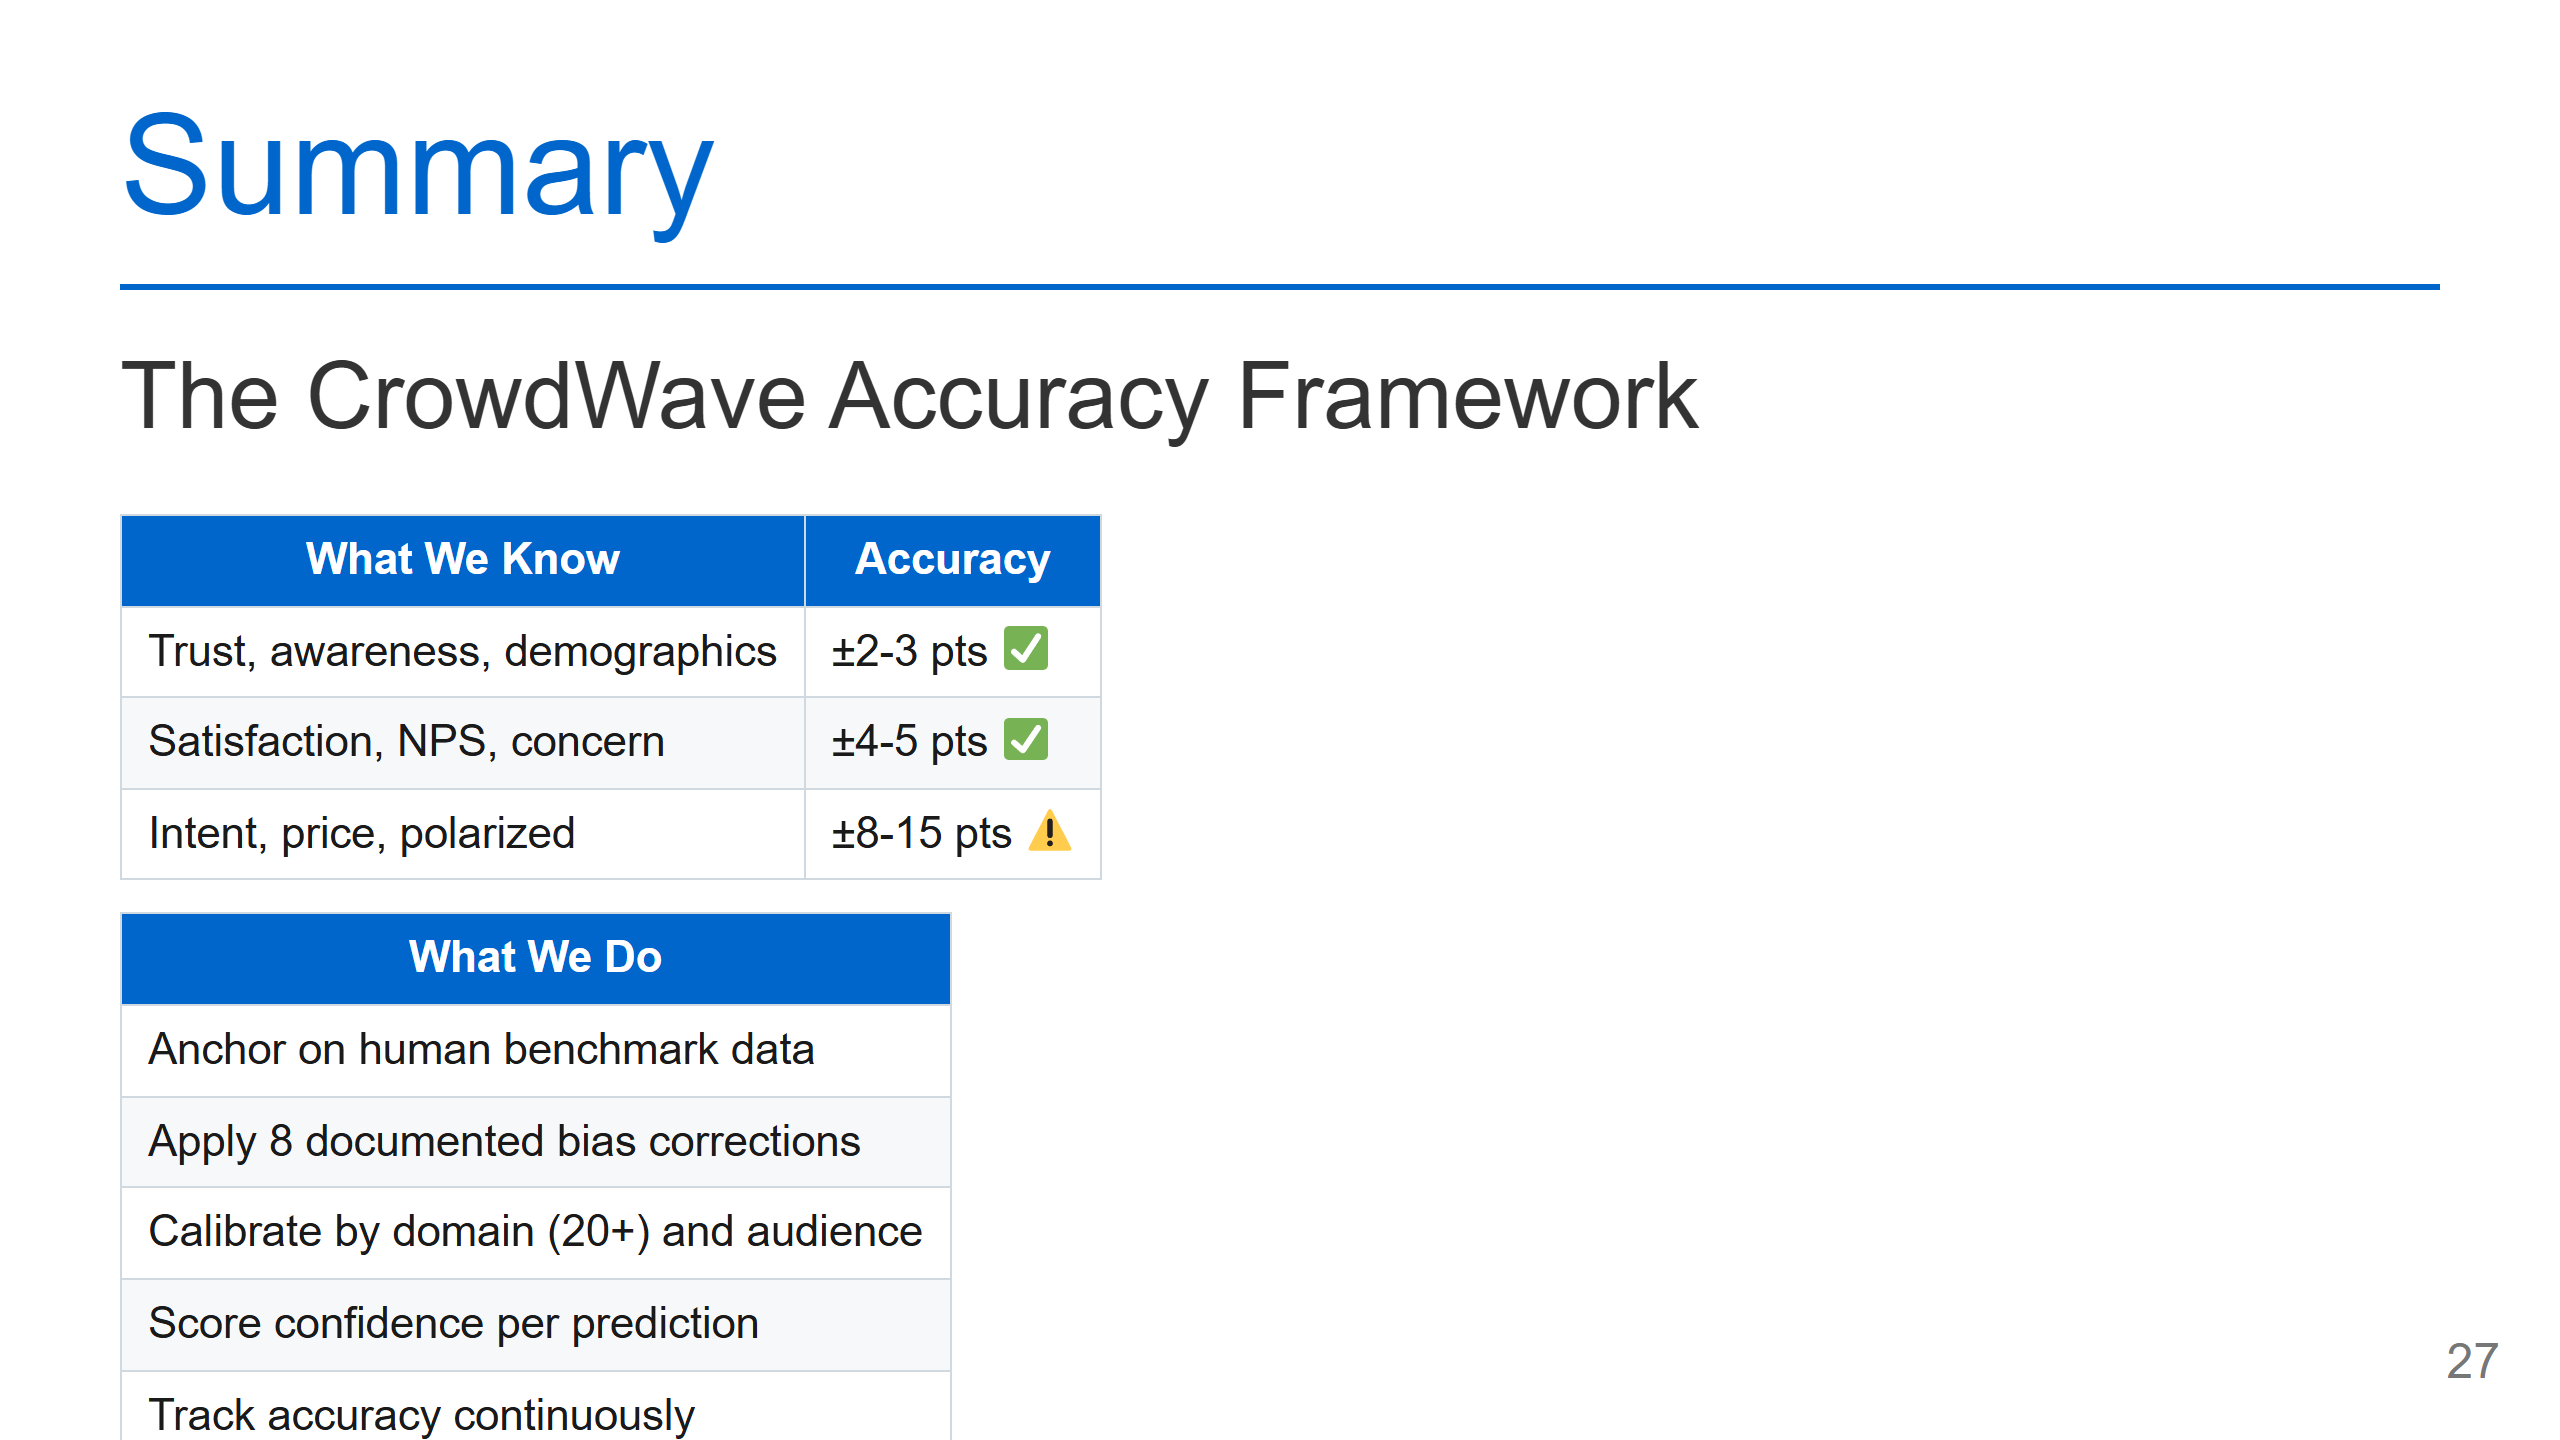 Summary
The CrowdWave Accuracy Framework
What We Know Accuracy
Trust, awareness, demographics ±2-3 pts ✅
Satisfaction, NPS, concern ±4-5 pts ✅
Intent, price, polarized ±8-15 pts ⚠️
What We Do
Anchor on human benchmark data
Apply 8 documented bias corrections
Calibrate by domain (20+) and audience
Score confidence per prediction
Track accuracy continuously
27